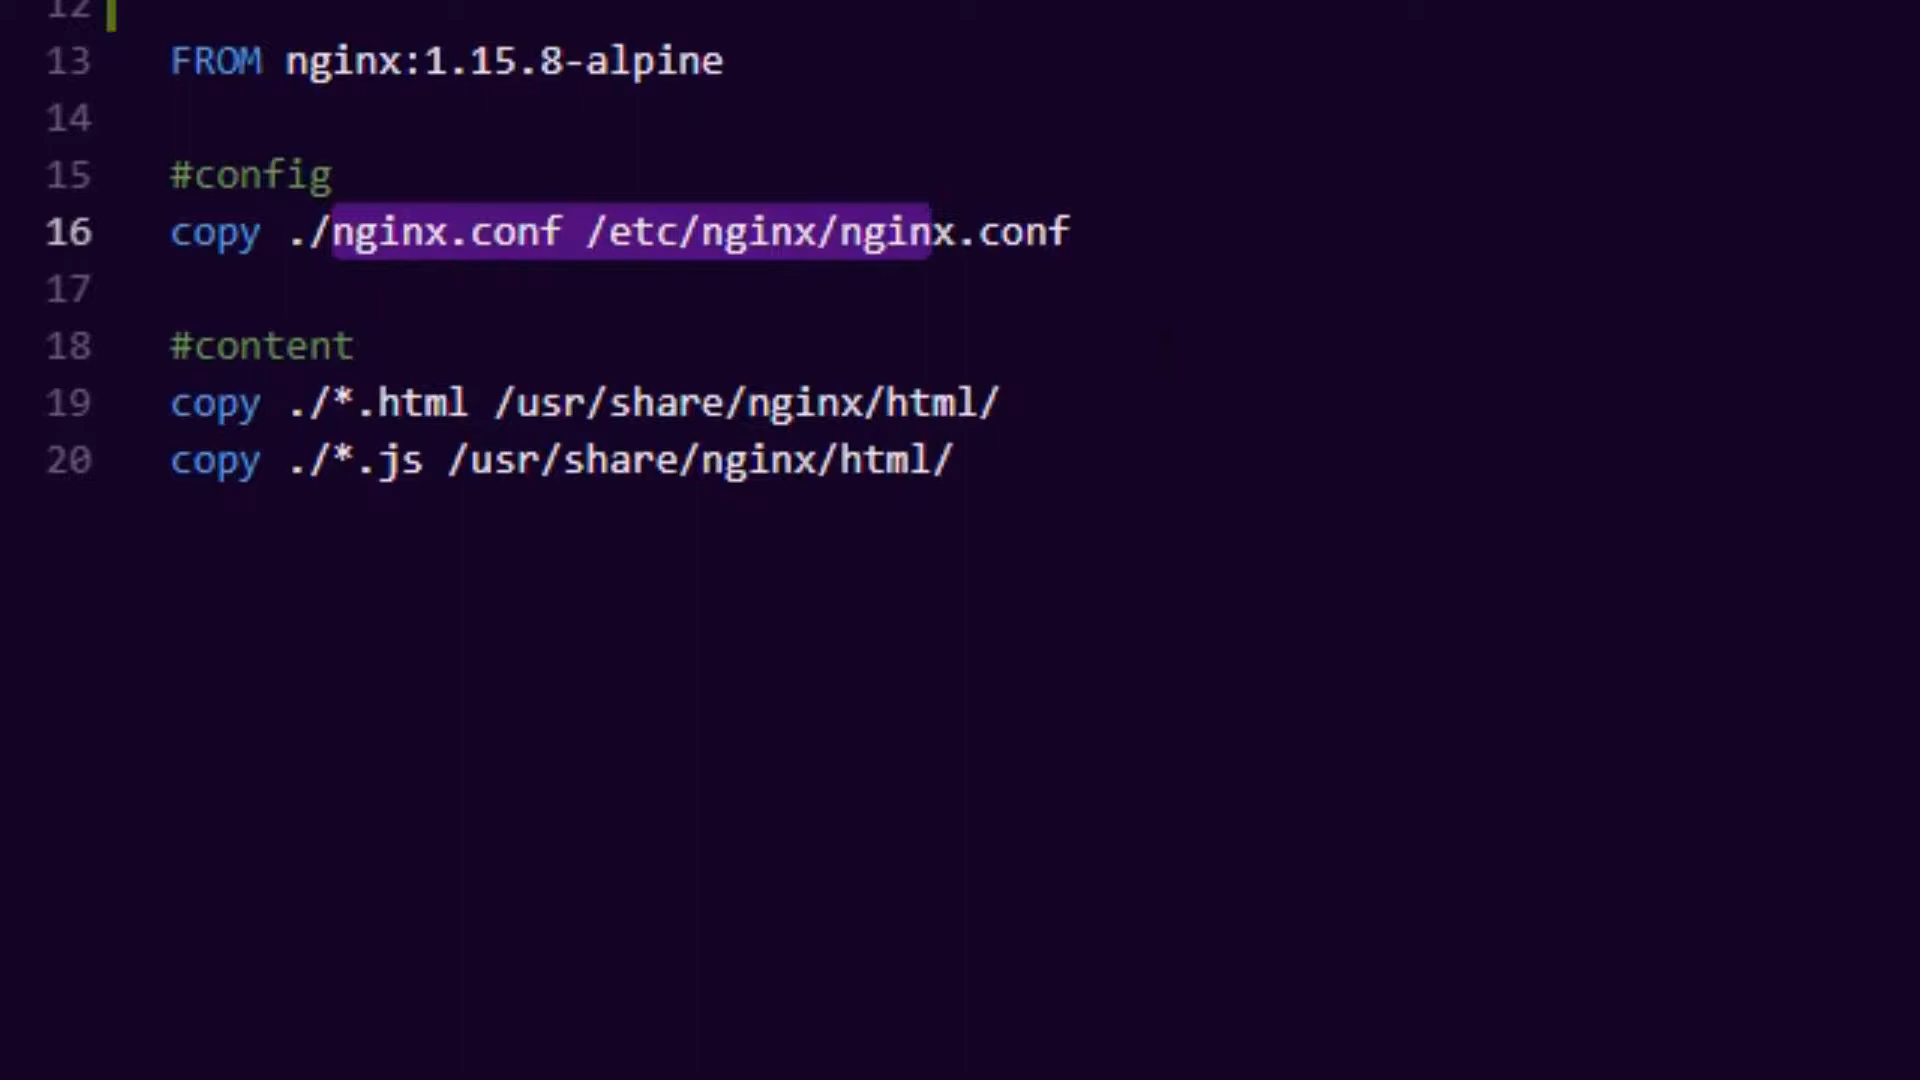 12
13 FROM nginx:1.15.8-alpine
14
15 #config
16 copy ./nginx.conf /etc/nginx/nginx.conf
17
18 #content
19 copy ./*.html /usr/share/nginx/html/
20 copy ./*.js /usr/share/nginx/html/